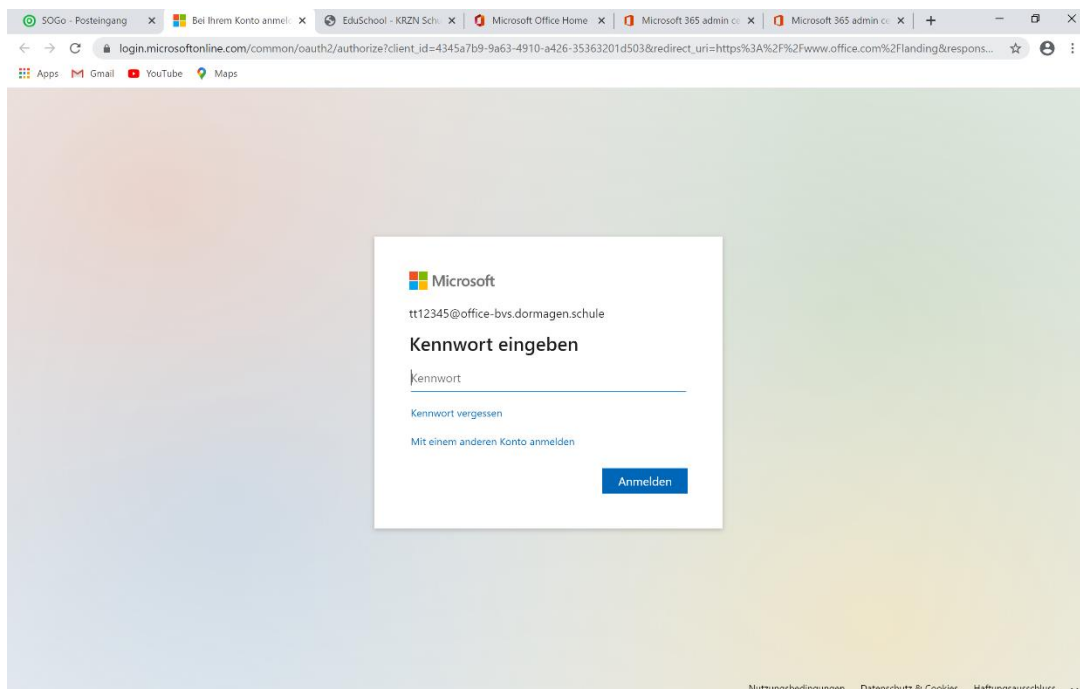 SOGo - Posteingang
Bei Ihrem Konto anmel
EduSchool - KRZN Sch
Microsoft Office Home
Microsoft 365 admin c
Microsoft 365 admin c
login.microsoftonline.com/common/oauth2/authorize?client_id=4345a7b9-9a63-4910-a426-35363201d503&redirect_uri=https%3A%2F%2Fwww.office.com%2Flanding&respons...
Apps Gmail YouTube Maps
Microsoft
tt12345@office-bvs.dormagen.schule
Kennwort eingeben
Kennwort
Kennwort vergessen
Mit einem anderen Konto anmelden
Anmelden
Nutzungsbedingungen Datenschutz & Cookies Haftungsausschluss